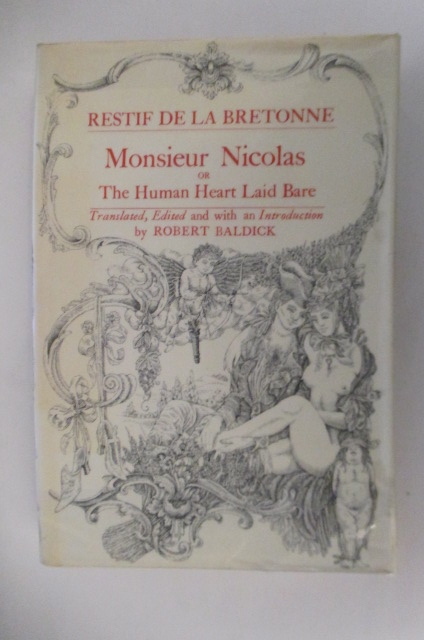 RESTIF DE LA BRETONNE
Monsieur Nicolas
OR
The Human Heart Laid Bare
Translated, Edited and with an Introduction
by ROBERT BALDICK